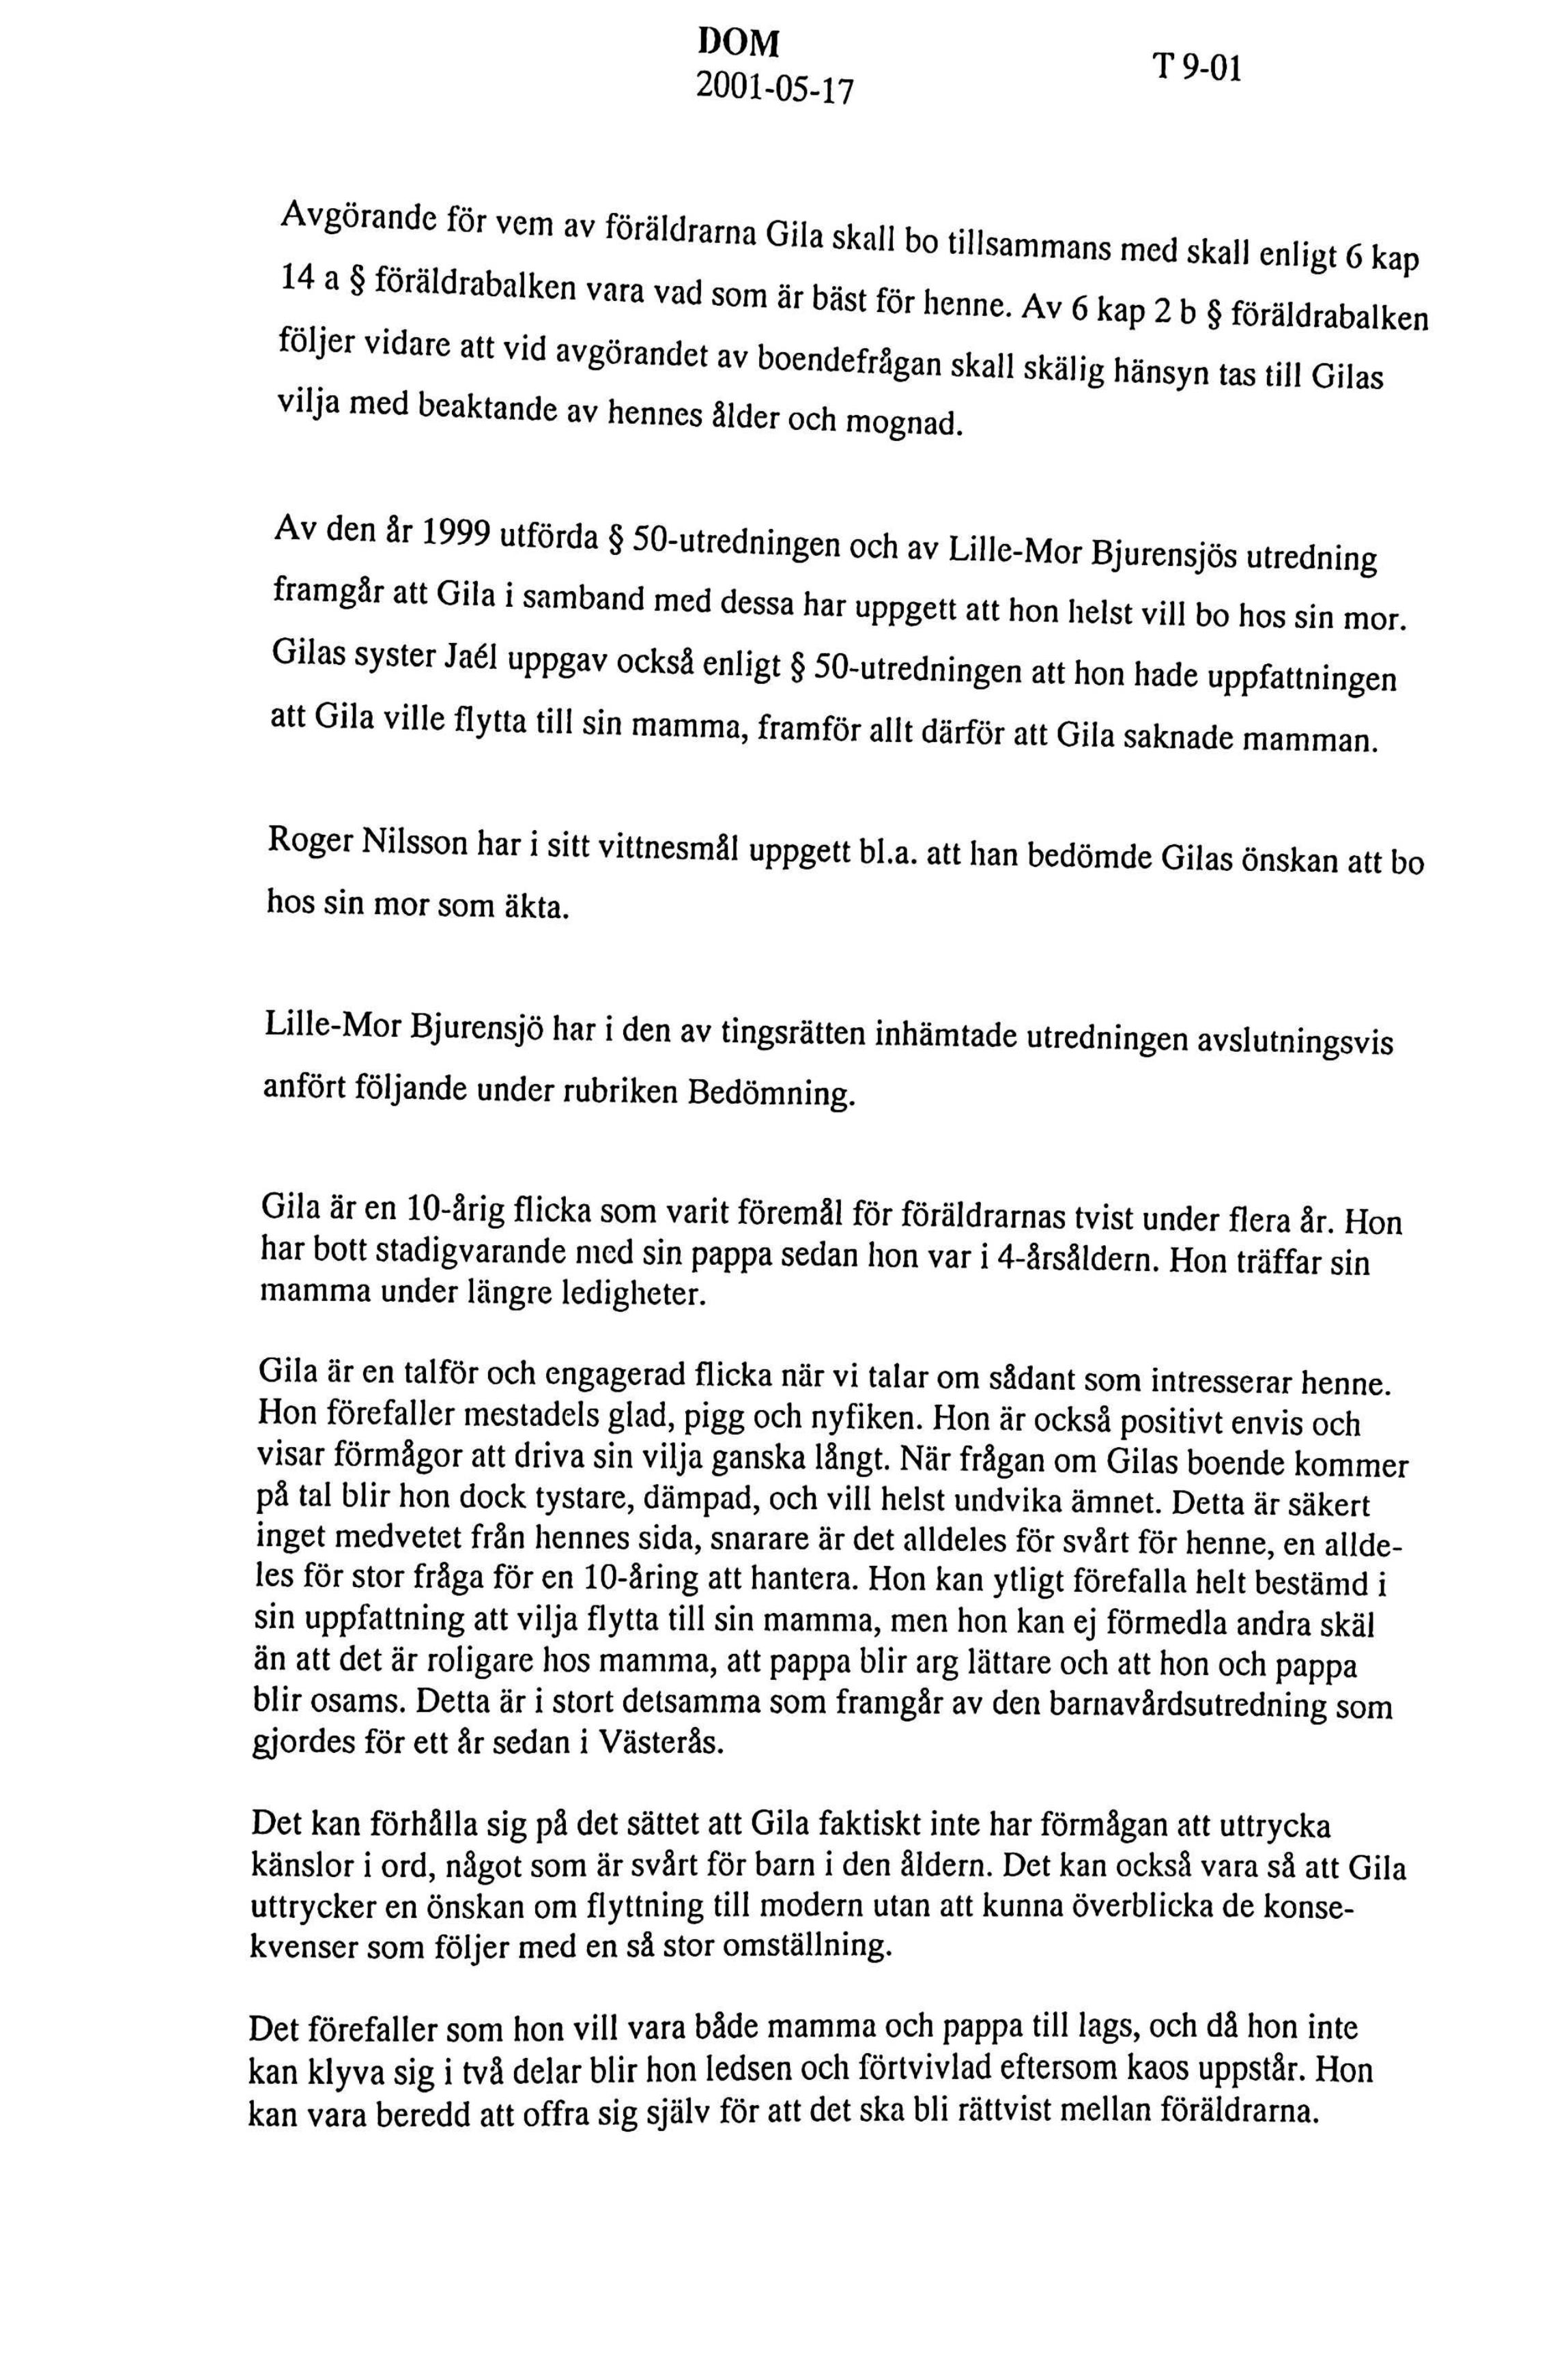 DOM
2001-05-17
T 9-01
Avgörande för vem av föräldrarna Gila skall bo tillsammans med skall enligt 6 kap
14 a § föräldrabalken vara vad som är bäst för henne. Av 6 kap 2 b § föräldrabalken
följer vidare att vid avgörandet av boendefrågan skall skälig hänsyn tas till Gilas
vilja med beaktande av hennes ålder och mognad.
Av den år 1999 utförda § 50-utredningen och av Lille-Mor Bjurensjös utredning
framgår att Gila i samband med dessa har uppgett att hon helst vill bo hos sin mor.
Gilas syster Jaél uppgav också enligt § 50-utredningen att hon hade uppfattningen
att Gila ville flytta till sin mamma, framför allt därför att Gila saknade mamman.
Roger Nilsson har i sitt vittnesmål uppgett bl.a. att han bedömde Gilas önskan att bo
hos sin mor som äkta.
Lille-Mor Bjurensjö har i den av tingsrätten inhämtade utredningen avslutningsvis
anfört följande under rubriken Bedömning.
Gila är en 10-årig flicka som varit föremål för föräldrarnas tvist under flera år. Hon
har bott stadigvarande med sin pappa sedan hon var i 4-årsåldern. Hon träffar sin
mamma under längre ledigheter.
Gila är en talför och engagerad flicka när vi talar om sådant som intresserar henne.
Hon förefaller mestadels glad, pigg och nyfiken. Hon är också positivt envis och
visar förmågor att driva sin vilja ganska långt. När frågan om Gilas boende kommer
på tal blir hon dock tystare, dämpad, och vill helst undvika ämnet. Detta är säkert
inget medvetet från hennes sida, snarare är det alldeles för svårt för henne, en allde-
les för stor fråga för en 10-åring att hantera. Hon kan ytligt förefalla helt bestämd i
sin uppfattning att vilja flytta till sin mamma, men hon kan ej förmedla andra skäl
än att det är roligare hos mamma, att pappa blir arg lättare och att hon och pappa
blir osams. Detta är i stort detsamma som framgår av den barnavårdsutredning som
gjordes för ett år sedan i Västerås.
Det kan förhålla sig på det sättet att Gila faktiskt inte har förmågan att uttrycka
känslor i ord, något som är svårt för barn i den åldern. Det kan också vara så att Gila
uttrycker en önskan om flyttning till modern utan att kunna överblicka de konse-
kvenser som följer med en så stor omställning.
Det förefaller som hon vill vara både mamma och pappa till lags, och då hon inte
kan klyva sig i två delar blir hon ledsen och förtvivlad eftersom kaos uppstår. Hon
kan vara beredd att offra sig själv för att det ska bli rättvist mellan föräldrarna.